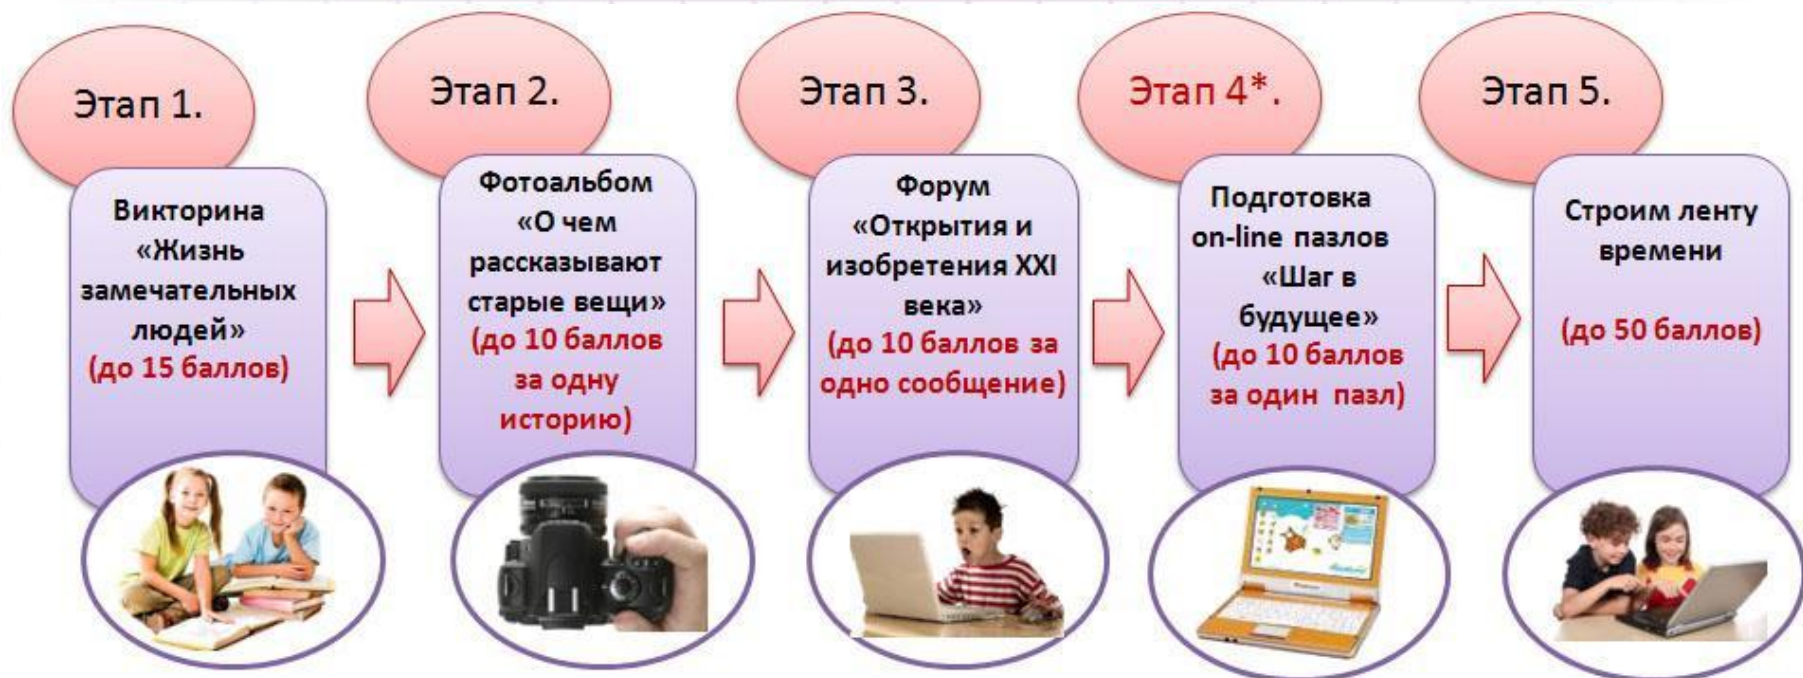 Этап 1.
Викторина
«Жизнь
замечательных
людей»
(до 15 баллов)
Этап 2.
Фотоальбом
«О чем
рассказывают
старые вещи»
(до 10 баллов
за одну
историю)
Этап 3.
Форум
«Открытия и
изобретения XXI
века»
(до 10 баллов за
одно сообщение)
Этап 4*.
Подготовка
on-line пазлов
«Шаг в
будущее»
(до 10 баллов
за один пазл)
Этап 5.
Строим ленту
времени
(до 50 баллов)